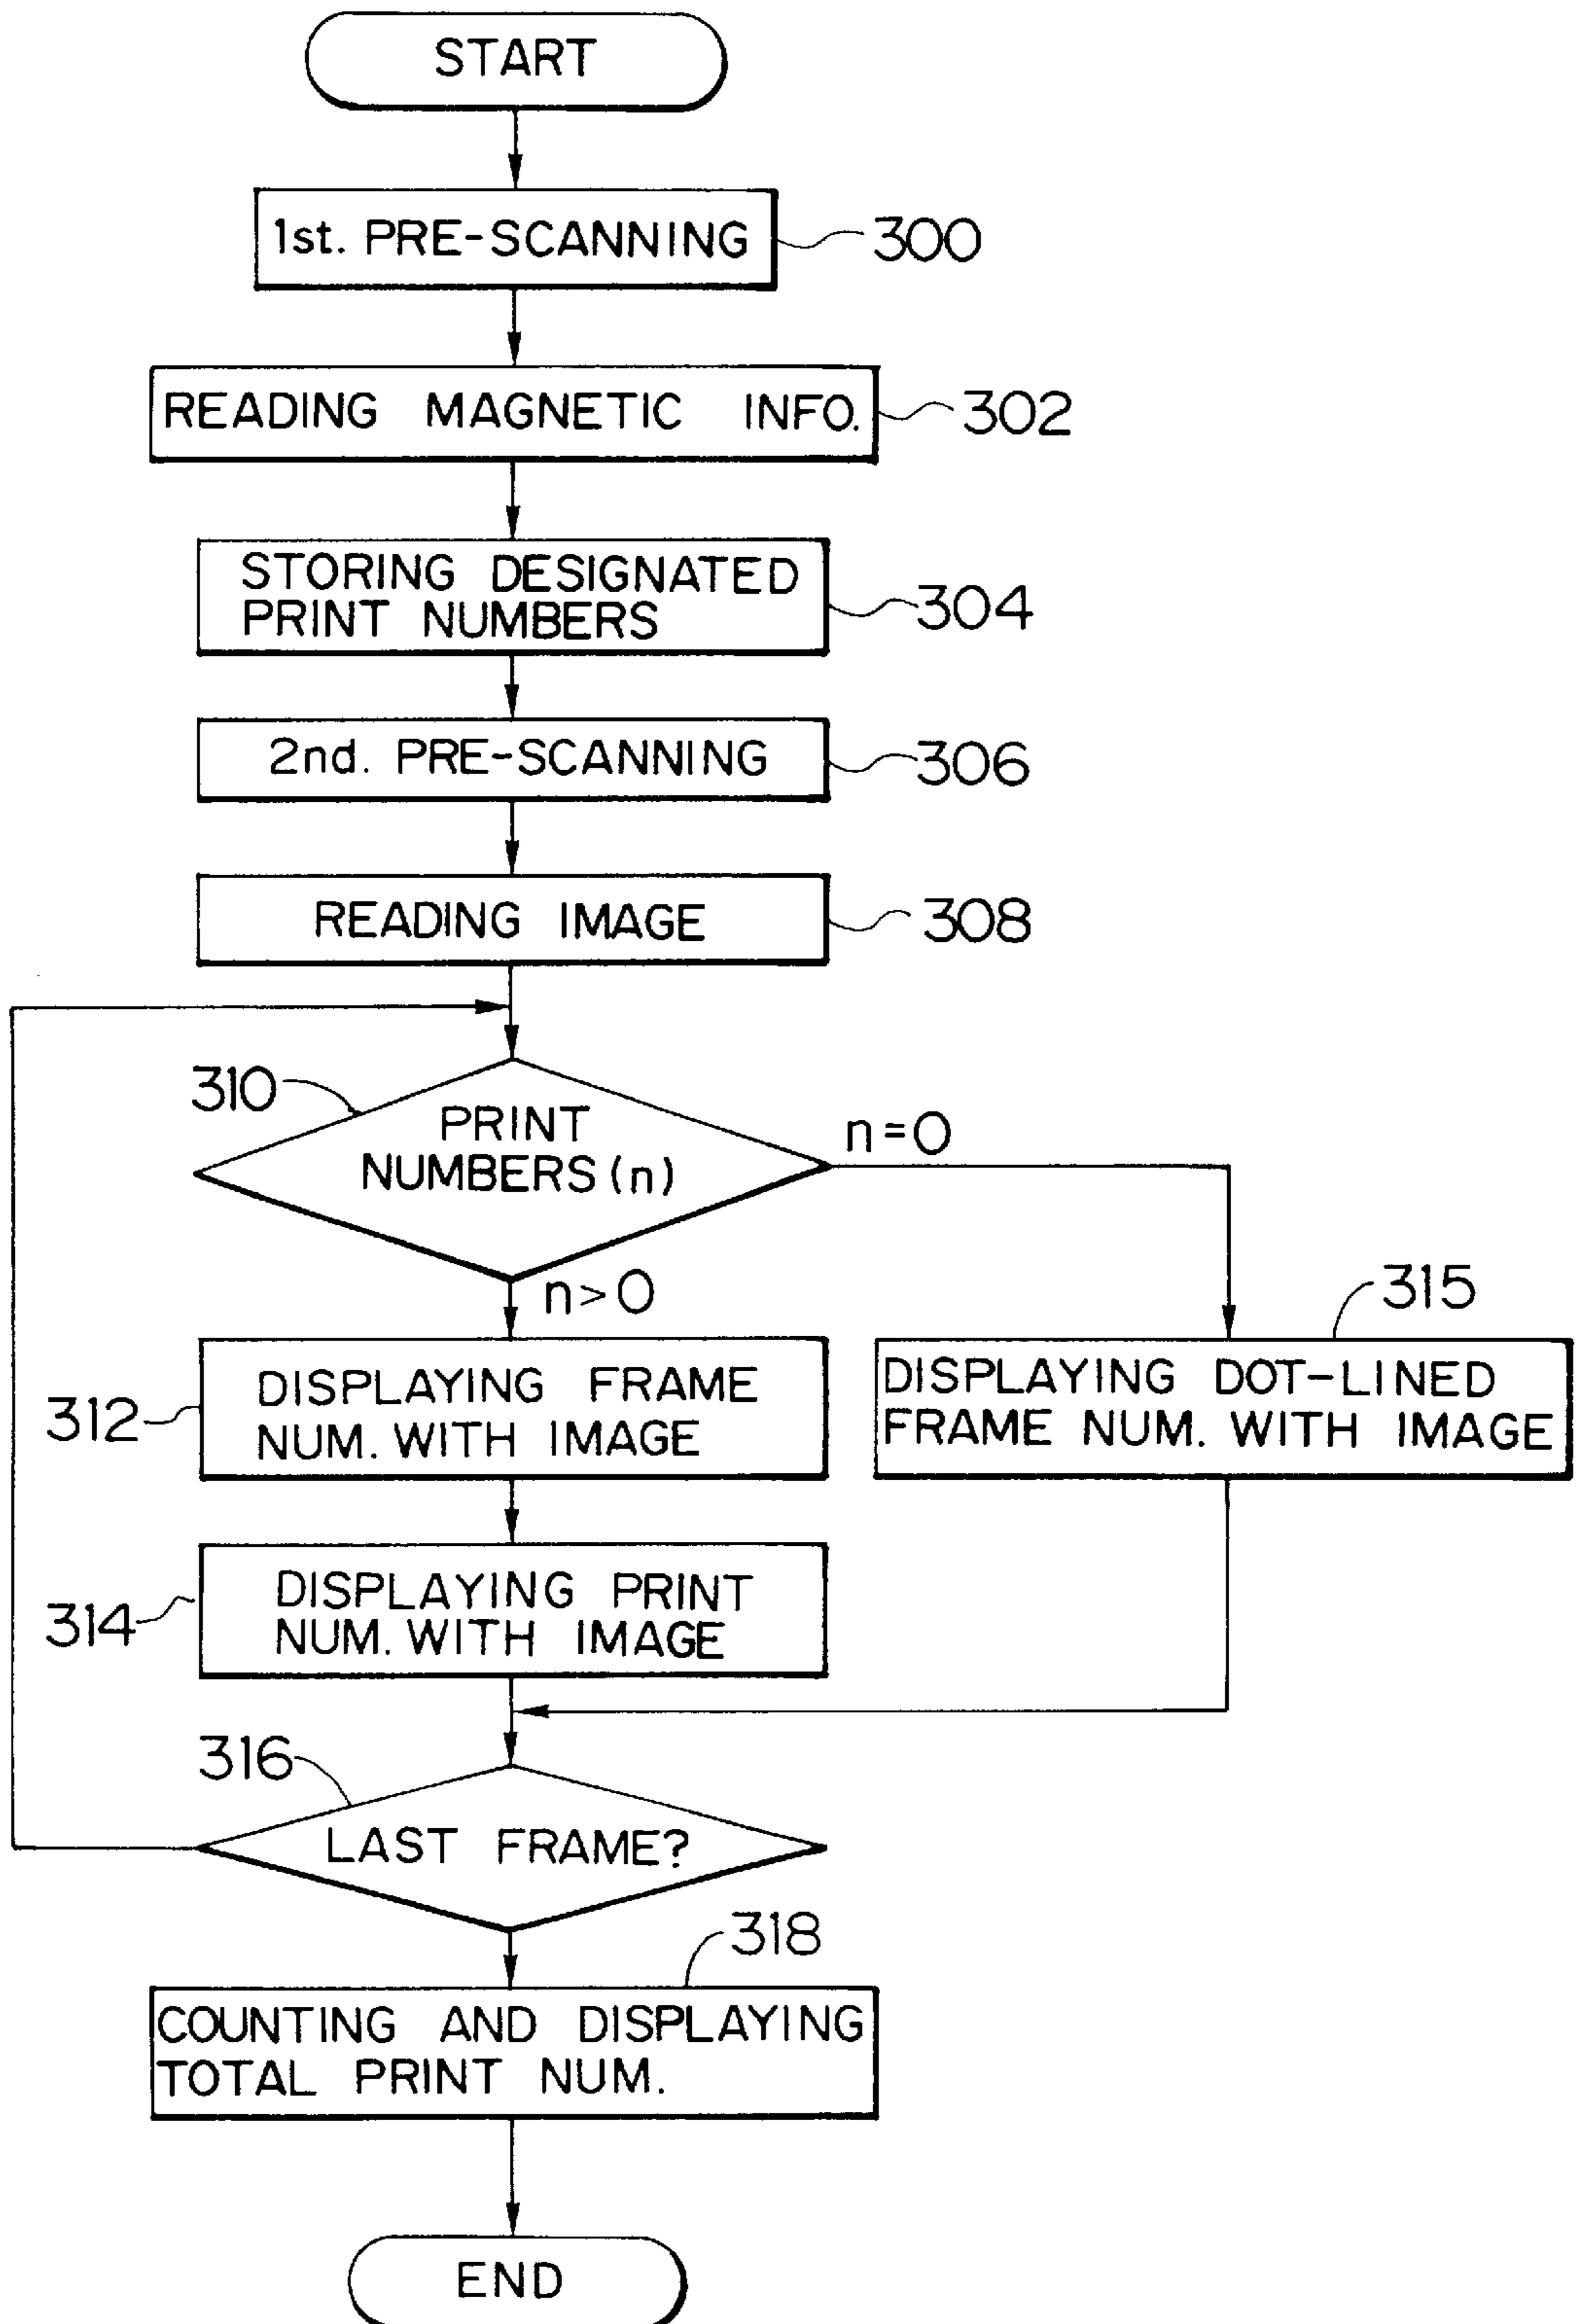 START
1st. PRE-SCANNING
300
READING MAGNETIC INFO.
302
STORING DESIGNATED
PRINT NUMBERS
304
2nd. PRE-SCANNING
306
READING IMAGE
308
310
PRINT
NUMBERS (n)
n=0
n>0
315
312
DISPLAYING FRAME
NUM. WITH IMAGE
DISPLAYING DOT-LINED
FRAME NUM. WITH IMAGE
314
DISPLAYING PRINT
NUM. WITH IMAGE
316
LAST FRAME?
318
COUNTING AND DISPLAYING
TOTAL PRINT NUM.
END